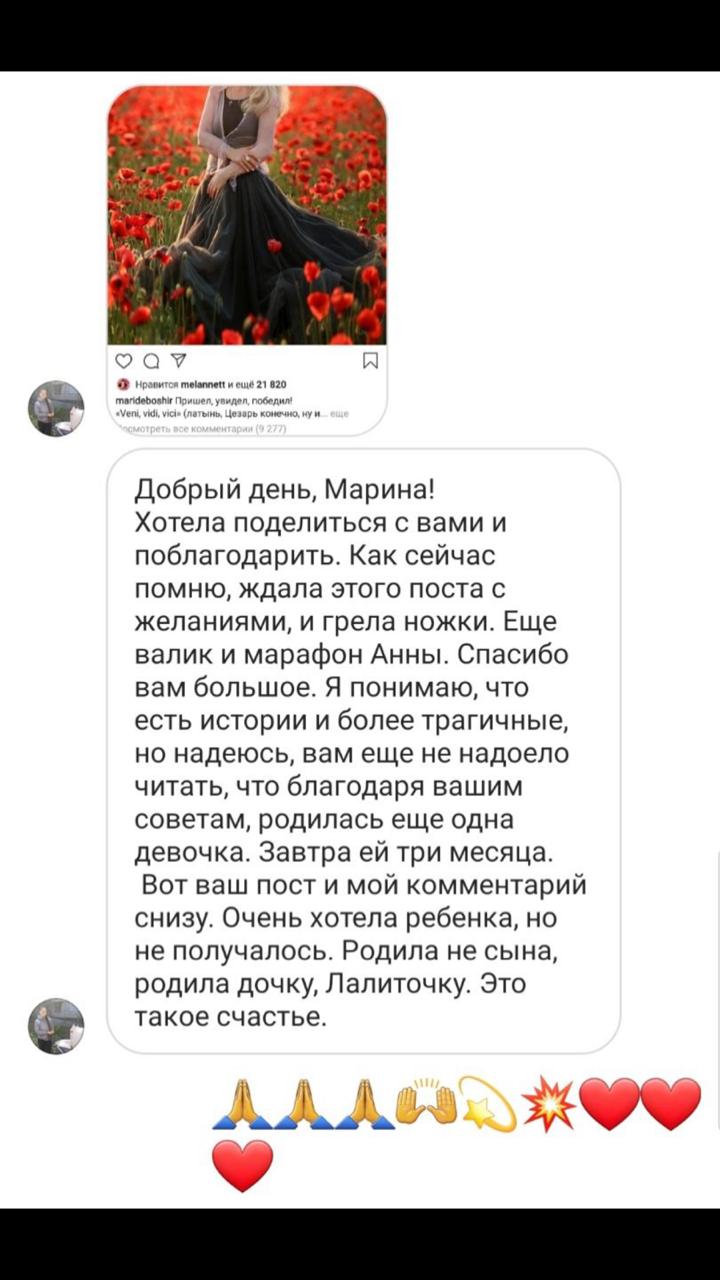 Нравится melannett и ещё 21 820
marideboshir Пришел, увидел, победил!
«Veni, vidi, vici» (латынь, Цезарь конечно, ну и... еще
Посмотреть все комментарии (9 277)
Добрый день, Марина!
Хотела поделиться с вами и
поблагодарить. Как сейчас
помню, ждала этого поста с
желаниями, и грела ножки. Еще
валик и марафон Анны. Спасибо
вам большое. Я понимаю, что
есть истории и более трагичные,
но надеюсь, вам еще не надоело
читать, что благодаря вашим
советам, родилась еще одна
девочка. Завтра ей три месяца.
Вот ваш пост и мой комментарий
снизу. Очень хотела ребенка, но
не получалось. Родила не сына,
родила дочку, Лалиточку. Это
такое счастье.